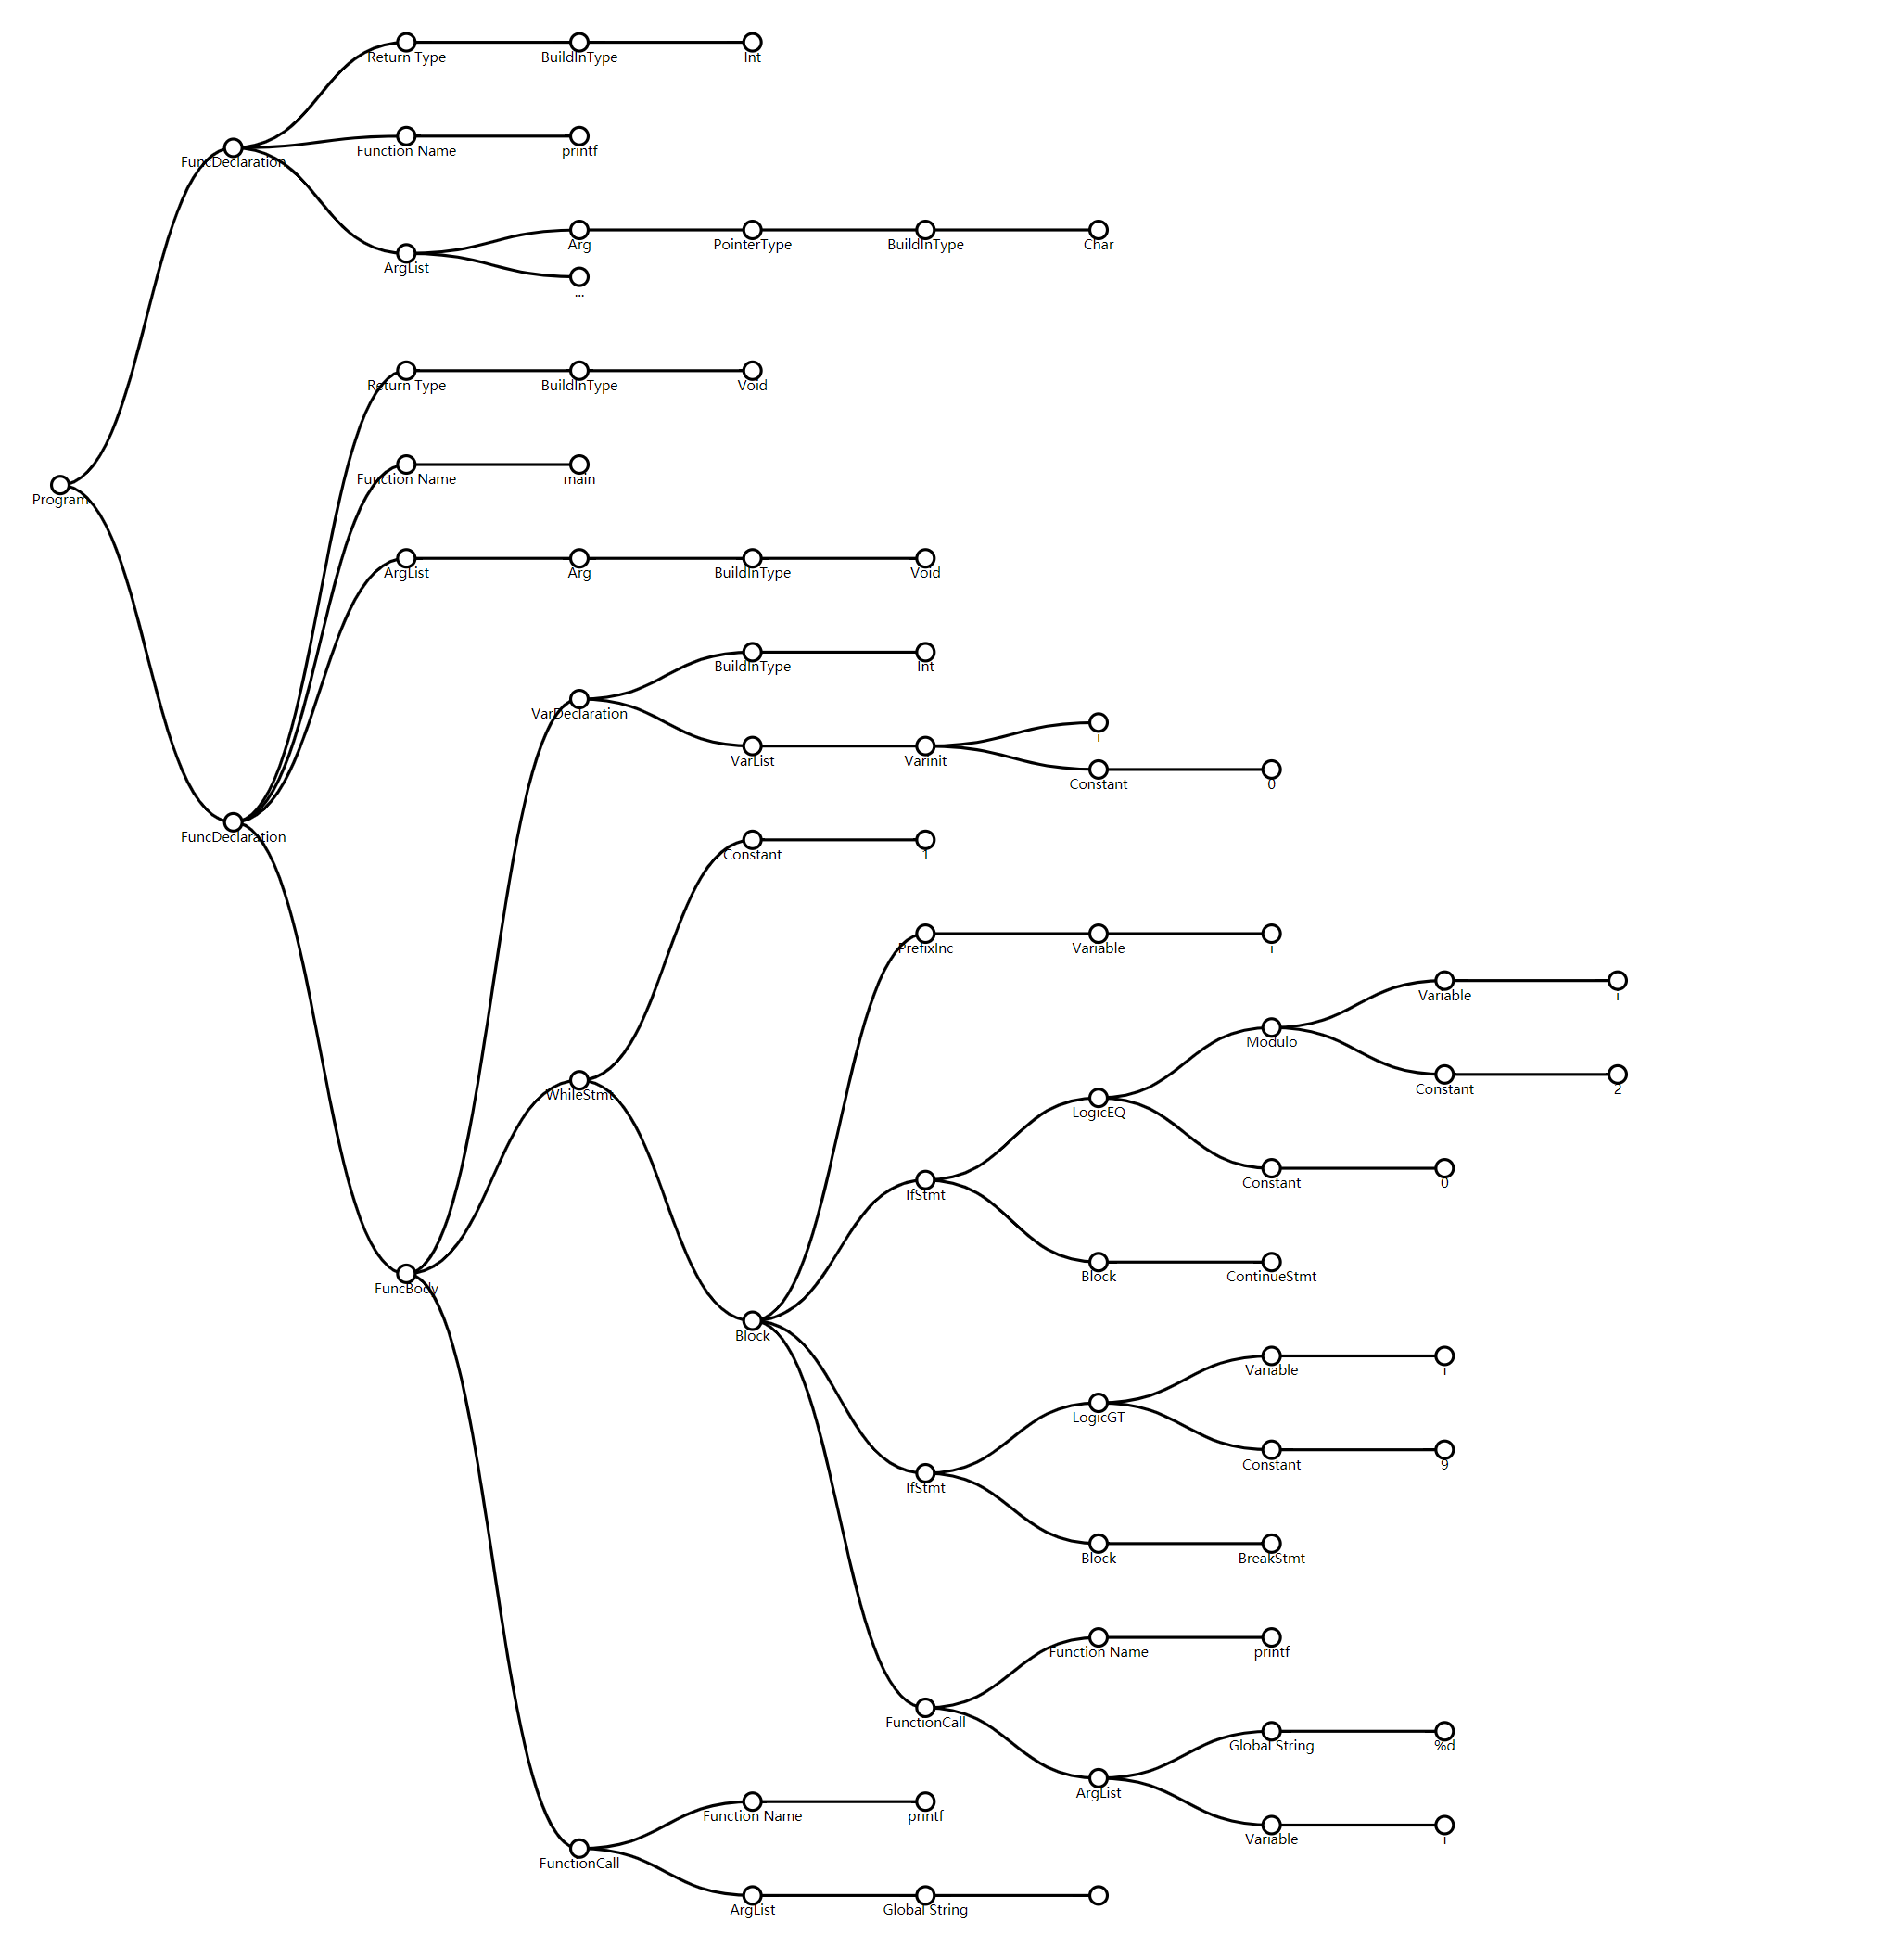 Return Type
BuildInType
Int
Function Name
printf
FuncDeclaration
Arg
PointerType
BuildInType
Char
ArgList
...
Return Type
BuildInType
Void
Function Name
main
Program
ArgList
Arg
BuildInType
Void
BuildInType
Int
VarDeclaration
i
VarList
Varinit
Constant
0
FuncDeclaration
Constant
1
PrefixInc
Variable
i
Variable
i
Modulo
WhileStmt
Constant
2
LogicEQ
Constant
0
IfStmt
Block
ContinueStmt
FuncBody
Block
Variable
i
LogicGT
Constant
9
IfStmt
Block
BreakStmt
Function Name
printf
FunctionCall
Global String
%d
ArgList
Function Name
printf
Variable
i
FunctionCall
ArgList
Global String